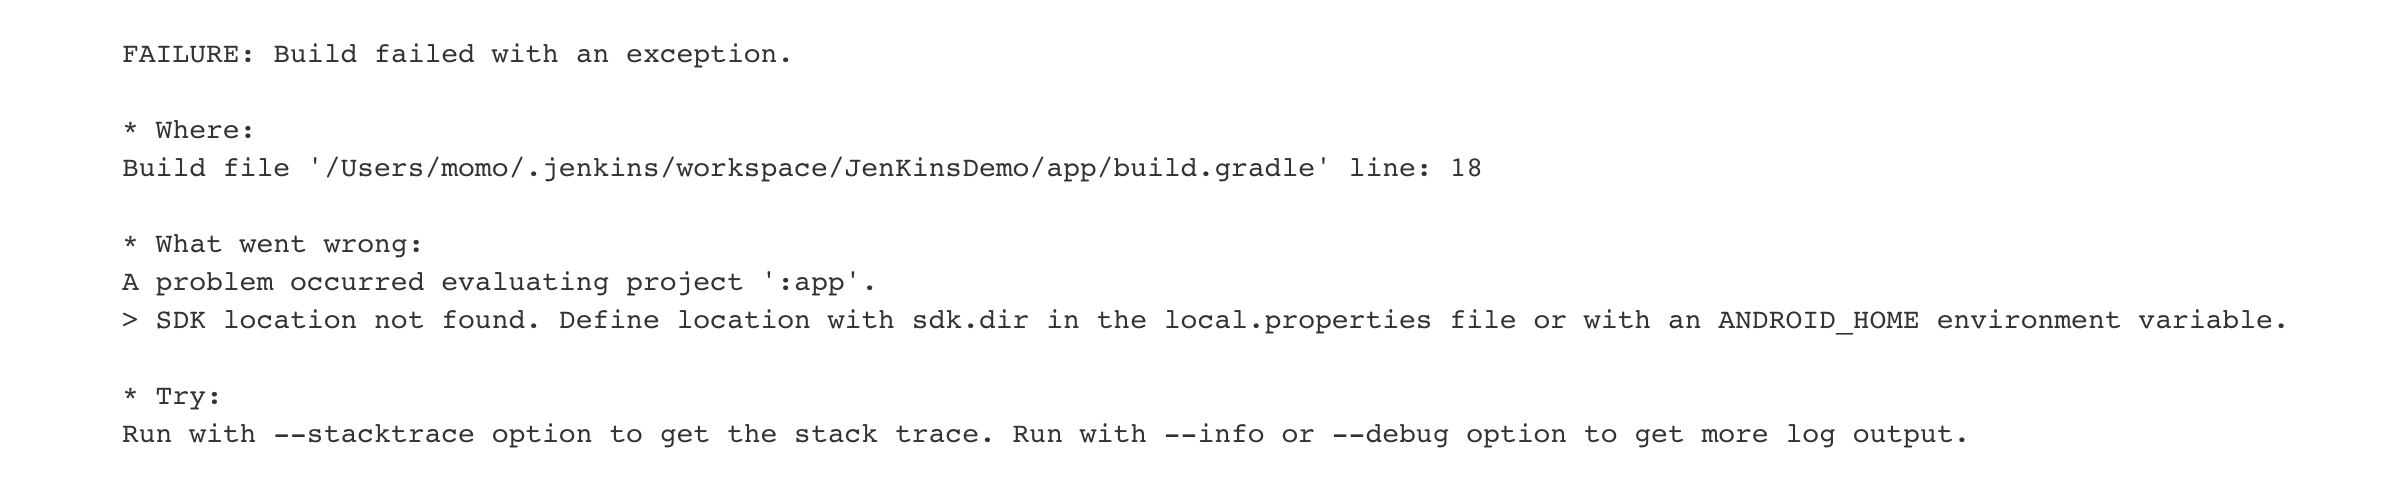 FAILURE: Build failed with an exception.
* Where:
Build file '/Users/momo/.jenkins/workspace/JenKinsDemo/app/build.gradle' line: 18
* What went wrong:
A problem occurred evaluating project ':app'.
> SDK location not found. Define location with sdk.dir in the local.properties file or with an ANDROID_HOME environment variable.
* Try:
Run with --stacktrace option to get the stack trace. Run with --info or --debug option to get more log output.